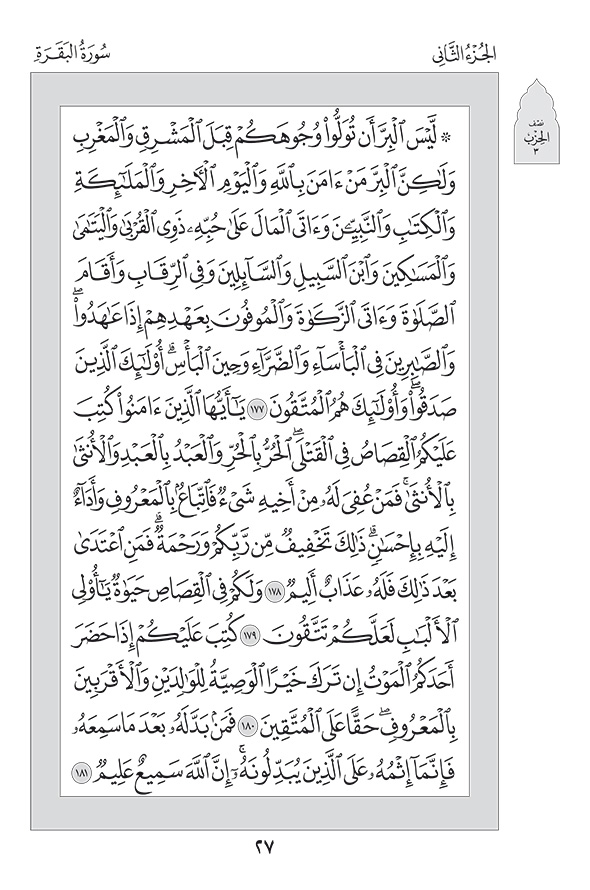 الجُزْءُ الثَّانِي
سُورَةُ البَقَرَةِ
نصف
الحزب
٣
۞ لَّيۡسَ ٱلۡبِرَّ أَن تُوَلُّواْ وُجُوهَكُمۡ قِبَلَ ٱلۡمَشۡرِقِ وَٱلۡمَغۡرِبِ
وَلَٰكِنَّ ٱلۡبِرَّ مَنۡ ءَامَنَ بِٱللَّهِ وَٱلۡيَوۡمِ ٱلۡأٓخِرِ وَٱلۡمَلَٰٓئِكَةِ
وَٱلۡكِتَٰبِ وَٱلنَّبِيِّـۧنَ وَءَاتَى ٱلۡمَالَ عَلَىٰ حُبِّهِۦ ذَوِي ٱلۡقُرۡبَىٰ وَٱلۡيَتَٰمَىٰ
وَٱلۡمَسَٰكِينَ وَٱبۡنَ ٱلسَّبِيلِ وَٱلسَّآئِلِينَ وَفِي ٱلرِّقَابِ وَأَقَامَ
ٱلصَّلَوٰةَ وَءَاتَى ٱلزَّكَوٰةَ وَٱلۡمُوفُونَ بِعَهۡدِهِمۡ إِذَا عَٰهَدُواْۖ
وَٱلصَّٰبِرِينَ فِي ٱلۡبَأۡسَآءِ وَٱلضَّرَّآءِ وَحِينَ ٱلۡبَأۡسِۗ أُوْلَٰٓئِكَ ٱلَّذِينَ
صَدَقُواْۖ وَأُوْلَٰٓئِكَ هُمُ ٱلۡمُتَّقُونَ ١٧٧ يَٰٓأَيُّهَا ٱلَّذِينَ ءَامَنُواْ كُتِبَ
عَلَيۡكُمُ ٱلۡقِصَاصُ فِي ٱلۡقَتۡلَىۖ ٱلۡحُرُّ بِٱلۡحُرِّ وَٱلۡعَبۡدُ بِٱلۡعَبۡدِ وَٱلۡأُنثَىٰ
بِٱلۡأُنثَىٰۚ فَمَنۡ عُفِيَ لَهُۥ مِنۡ أَخِيهِ شَيۡءٞ فَٱتِّبَاعُۢ بِٱلۡمَعۡرُوفِ وَأَدَآءٌ
إِلَيۡهِ بِإِحۡسَٰنٖۗ ذَٰلِكَ تَخۡفِيفٞ مِّن رَّبِّكُمۡ وَرَحۡمَةٞۗ فَمَنِ ٱعۡتَدَىٰ
بَعۡدَ ذَٰلِكَ فَلَهُۥ عَذَابٌ أَلِيمٞ ١٧٨ وَلَكُمۡ فِي ٱلۡقِصَاصِ حَيَوٰةٞ يَٰٓأُوْلِي
ٱلۡأَلۡبَٰبِ لَعَلَّكُمۡ تَتَّقُونَ ١٧٩ كُتِبَ عَلَيۡكُمۡ إِذَا حَضَرَ
أَحَدَكُمُ ٱلۡمَوۡتُ إِن تَرَكَ خَيۡرًا ٱلۡوَصِيَّةُ لِلۡوَٰلِدَيۡنِ وَٱلۡأَقۡرَبِينَ
بِٱلۡمَعۡرُوفِۖ حَقًّا عَلَى ٱلۡمُتَّقِينَ ١٨٠ فَمَنۢ بَدَّلَهُۥ بَعۡدَ مَا سَمِعَهُۥ
فَإِنَّمَآ إِثۡمُهُۥ عَلَى ٱلَّذِينَ يُبَدِّلُونَهُۥٓۚ إِنَّ ٱللَّهَ سَمِيعٌ عَلِيمٞ ١٨١
٢٧